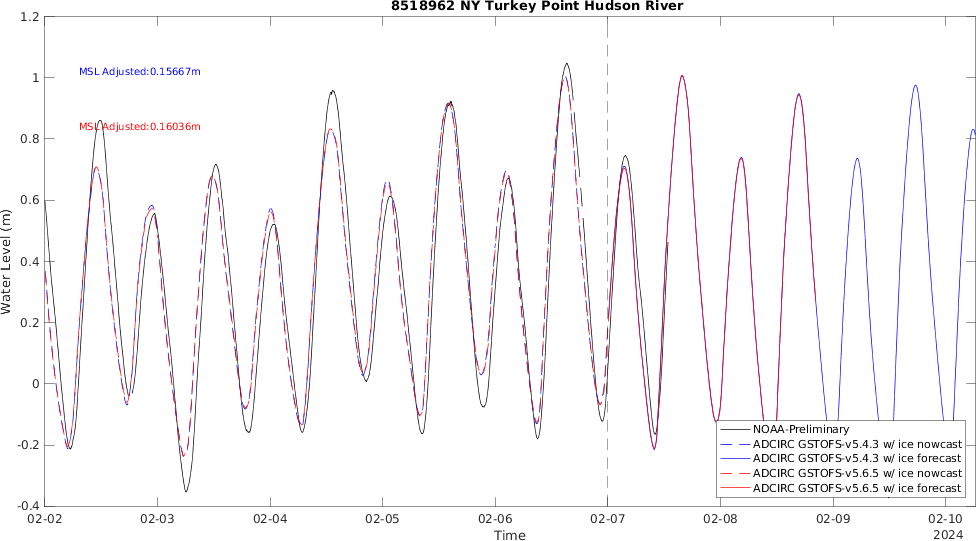 8518962 NY Turkey Point Hudson River
1.2
1
0.8
0.6
0.4
0.2
0
-0.2
-0.4
Water Level (m)
MSL Adjusted:0.15667m
MSL Adjusted:0.16036m
NOAA-Preliminary
ADCIRC GSTOFS-v5.4.3 w/ ice nowcast
ADCIRC GSTOFS-v5.4.3 w/ ice forecast
ADCIRC GSTOFS-v5.6.5 w/ ice nowcast
ADCIRC GSTOFS-v5.6.5 w/ ice forecast
02-02 02-03 02-04 02-05 02-06 02-07 02-08 02-09 02-10
Time
2024